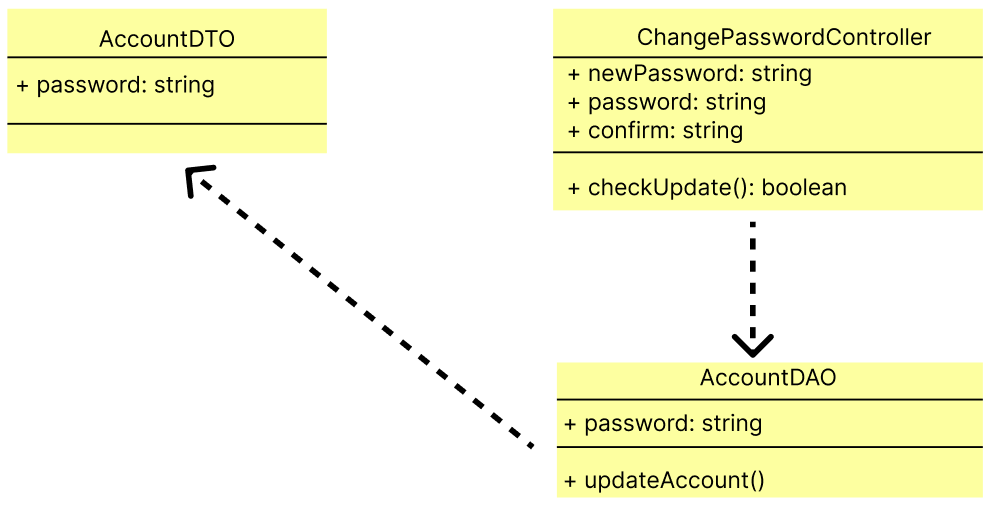 AccountDTO
+ password: string
ChangePasswordController
+ newPassword: string
+ password: string
+ confirm: string
+ checkUpdate(): boolean
AccountDAO
+ password: string
+ updateAccount()